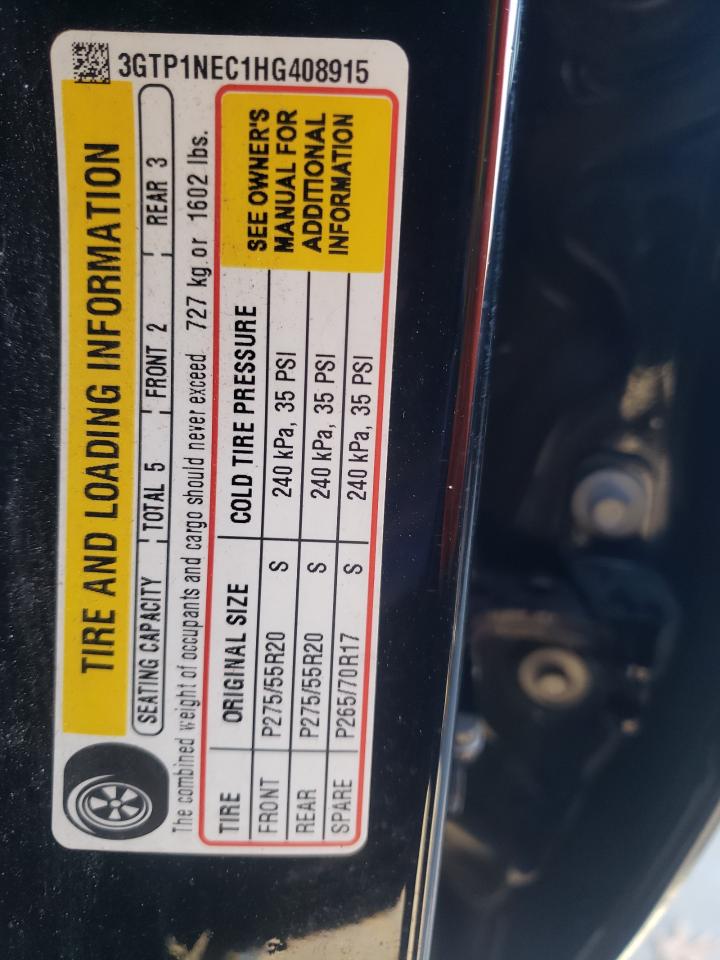 3GTP1NEC1HG408915
TIRE AND LOADING INFORMATION
SEATING CAPACITY TOTAL 5 FRONT 2 REAR 3
The combined weight of occupants and cargo should never exceed 727 kg or 1602 lbs.
TIRE ORIGINAL SIZE COLD TIRE PRESSURE
FRONT P275/55R20 S 240 kPa, 35 PSI
REAR P275/55R20 S 240 kPa, 35 PSI
SPARE P265/70R17 S 240 kPa, 35 PSI
SEE OWNER'S
MANUAL FOR
ADDITIONAL
INFORMATION